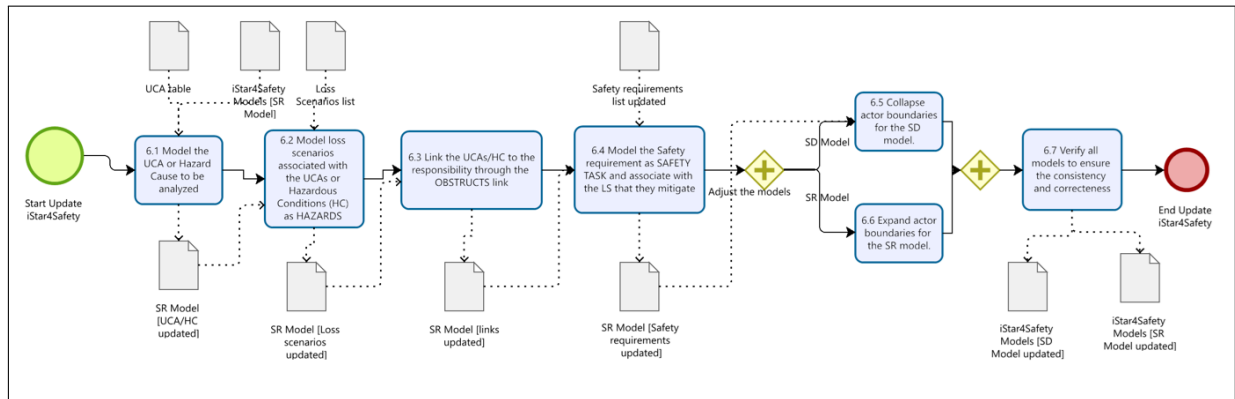 UCA table
iStar4Safety
Models [SR
Model]
Loss
Scenarios list
Safety requirements
list updated
Start Update
iStar4Safety
6.1 Model the
UCA or Hazard
Cause to be
analyzed
6.2 Model loss
scenarios
associated with
the UCAs or
Hazardous
Conditions (HC)
as HAZARDS
6.3 Link the UCAs/HC to the
responsibility through the
OBSTRUCTS link
6.4 Model the Safety
requirement as SAFETY
TASK and associate with
the LS that they mitigate
Adjust the models
SD Model
SR Model
6.5 Collapse
actor boundaries
for the SD
model.
6.6 Expand actor
boundaries for
the SR model.
6.7 Verify all
models to ensure
the consistency
and correcteness
End Update
iStar4Safety
SR Model
[UCA/HC
updated]
SR Model [Loss
scenarios
updated]
SR Model [links
updated]
SR Model [Safety
requirements
updated]
iStar4Safety
Models [SD
Model updated]
iStar4Safety
Models [SR
Model updated]